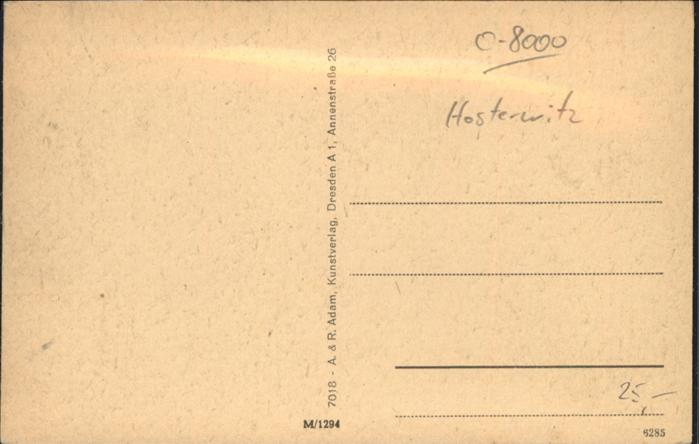 O-8000
Hosterwitz
7018 - A. & R. Adam, Kunstverlag, Dresden A 1, Annenstraße 26
25,-
M/1294
6285